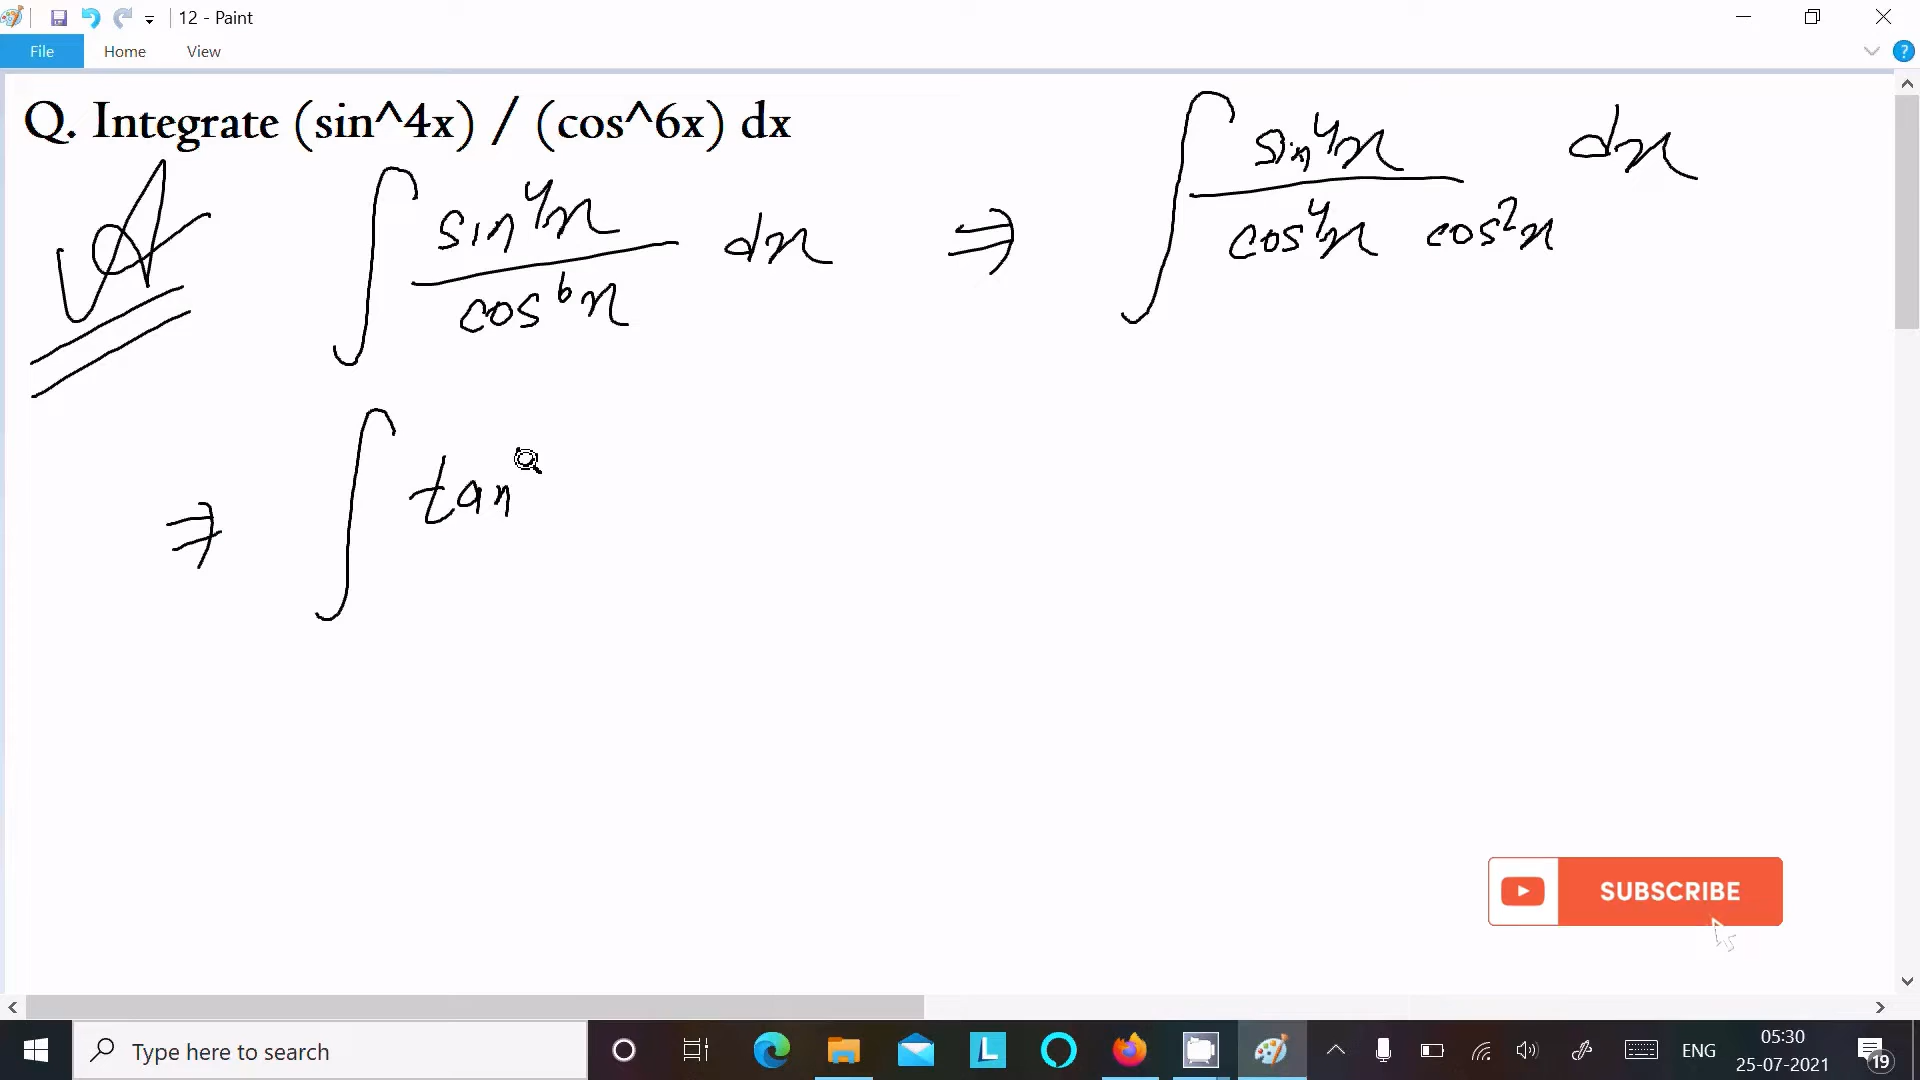 12 - Paint
File Home View
Q. Integrate (sin^4x) / (cos^6x) dx
∫ sin⁴x / cos⁶x dx ⇒ ∫ sin⁴x / cos⁴x cos²x dx
⇒ ∫ tan
SUBSCRIBE
Type here to search
L
ENG
05:30
25-07-2021
19